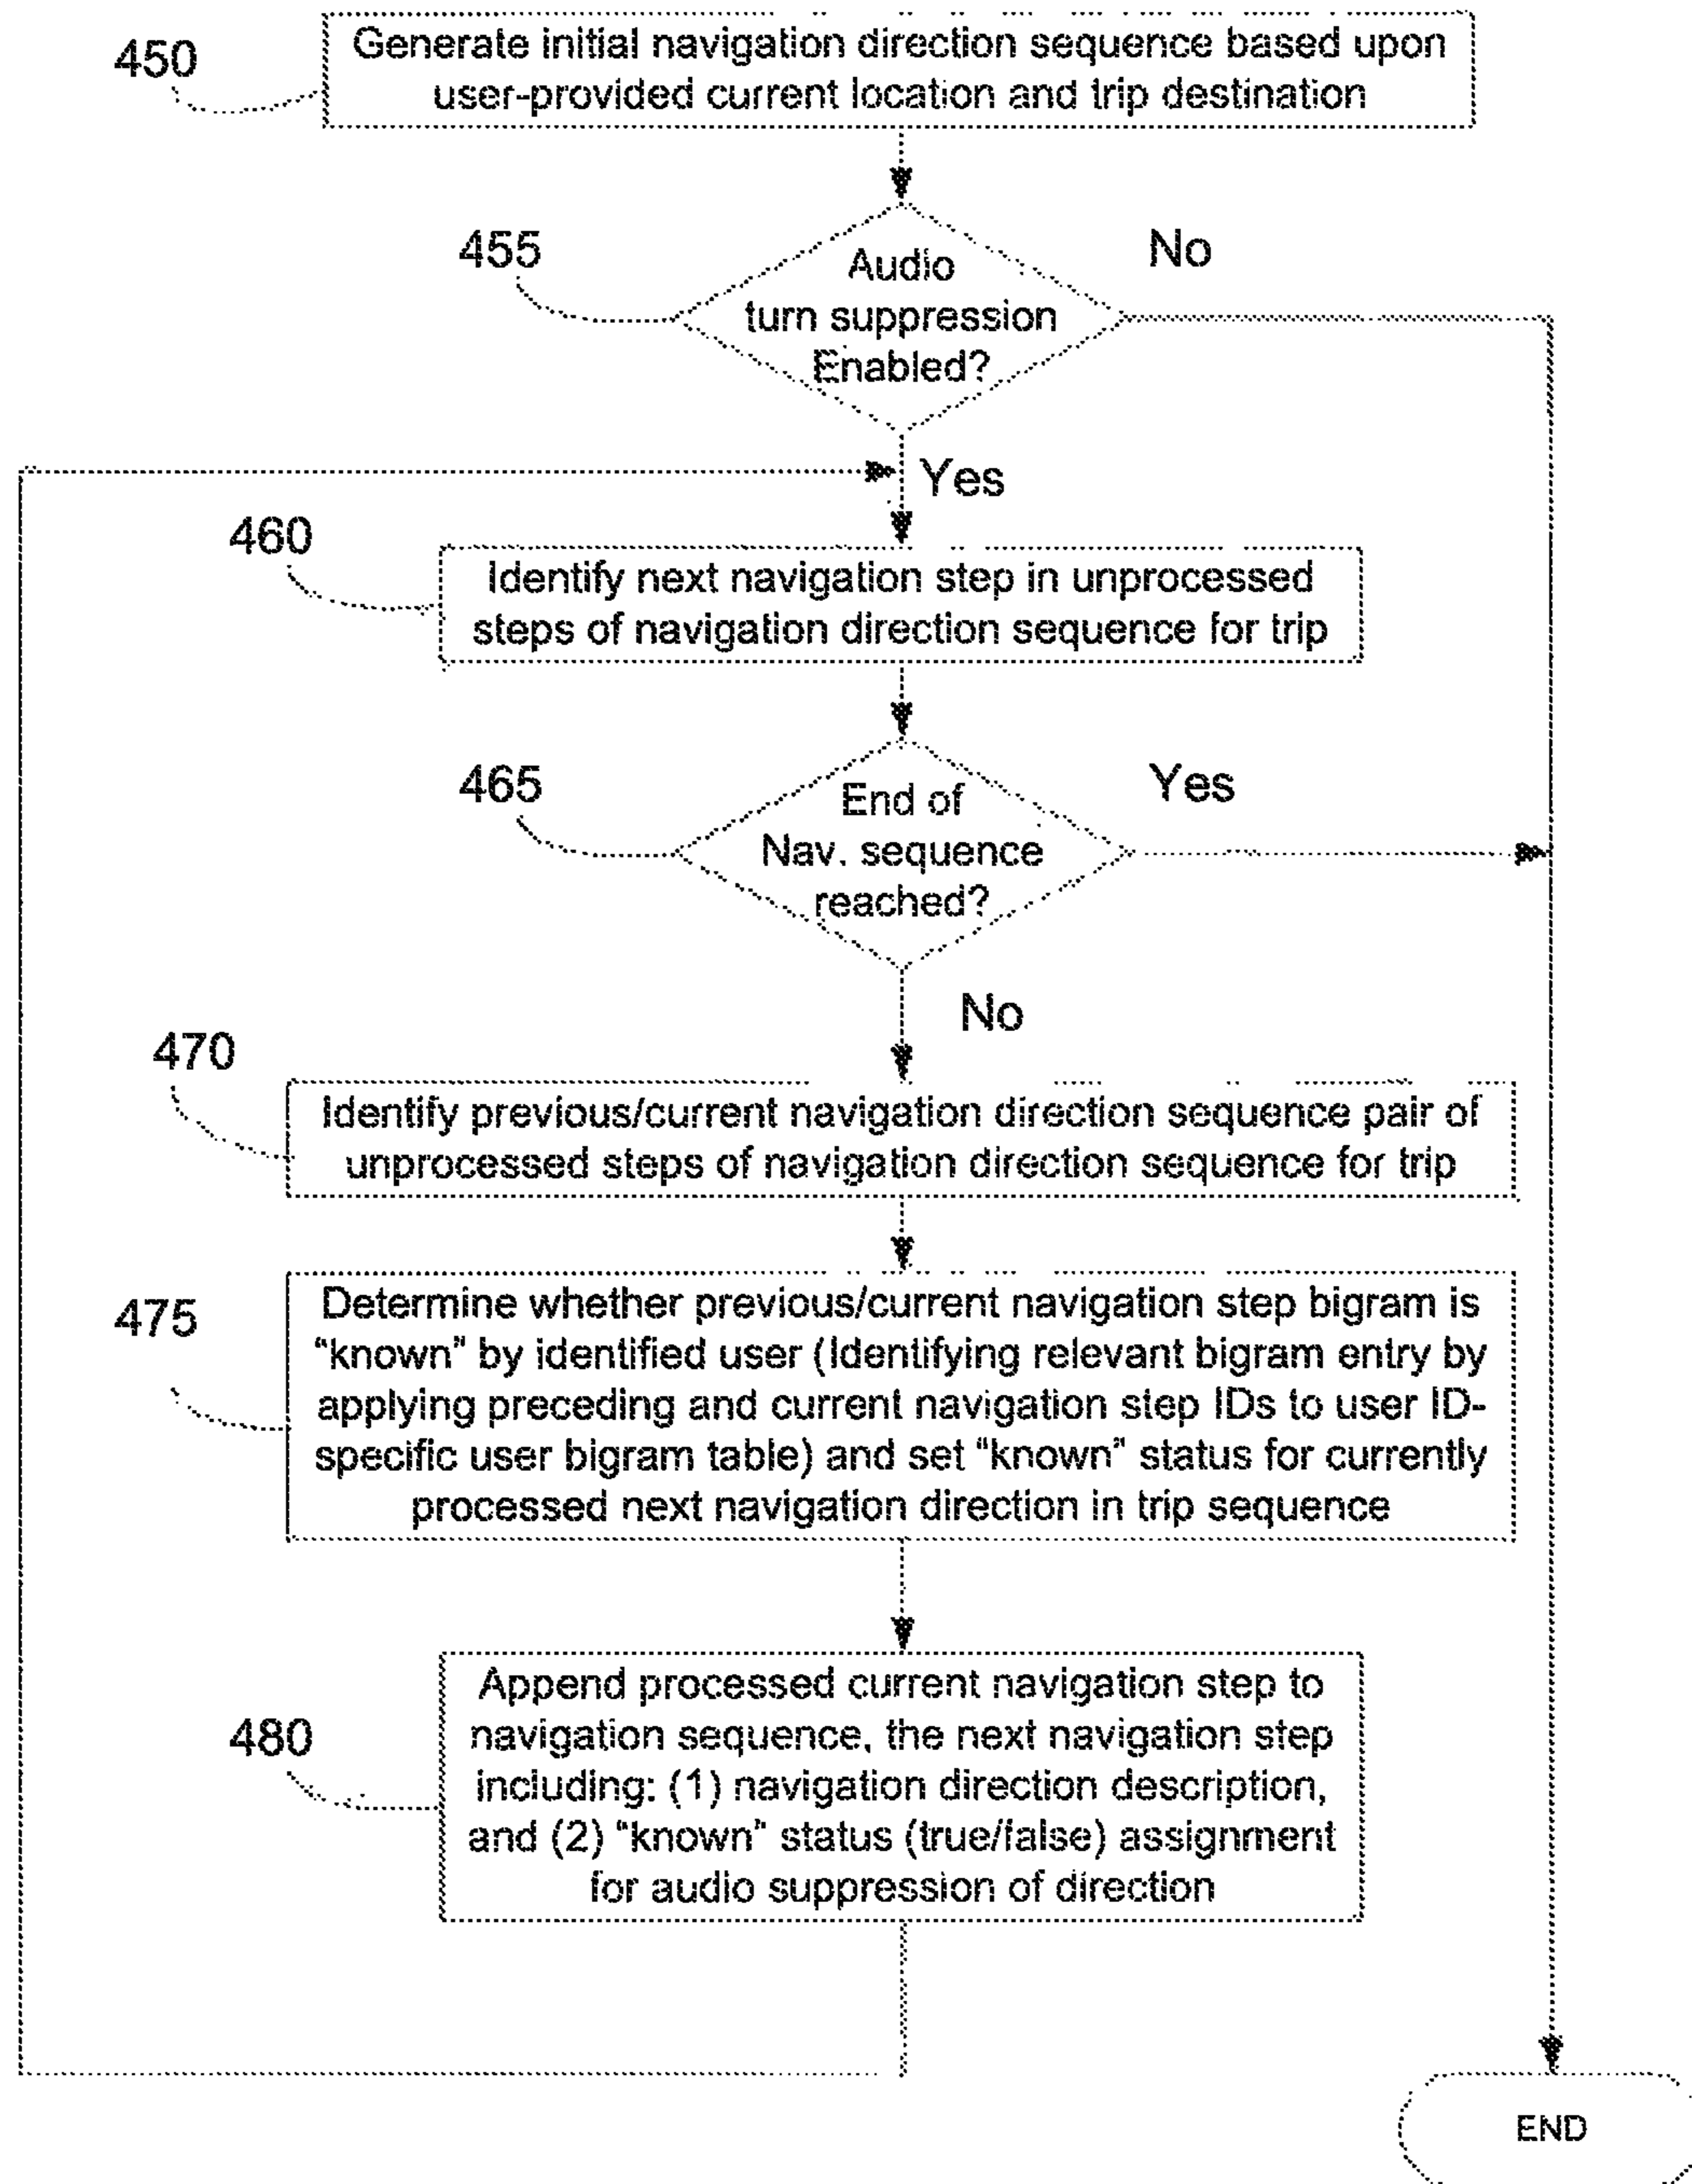 450
Generate initial navigation direction sequence based upon
user-provided current location and trip destination
455
Audio
turn suppression
Enabled?
No
Yes
460
Identify next navigation step in unprocessed
steps of navigation direction sequence for trip
465
End of
Nav. sequence
reached?
Yes
No
470
Identify previous/current navigation direction sequence pair of
unprocessed steps of navigation direction sequence for trip
475
Determine whether previous/current navigation step bigram is
“known” by identified user (Identifying relevant bigram entry by
applying preceding and current navigation step IDs to user ID-
specific user bigram table) and set “known” status for currently
processed next navigation direction in trip sequence
480
Append processed current navigation step to
navigation sequence, the next navigation step
including: (1) navigation direction description,
and (2) “known” status (true/false) assignment
for audio suppression of direction
END